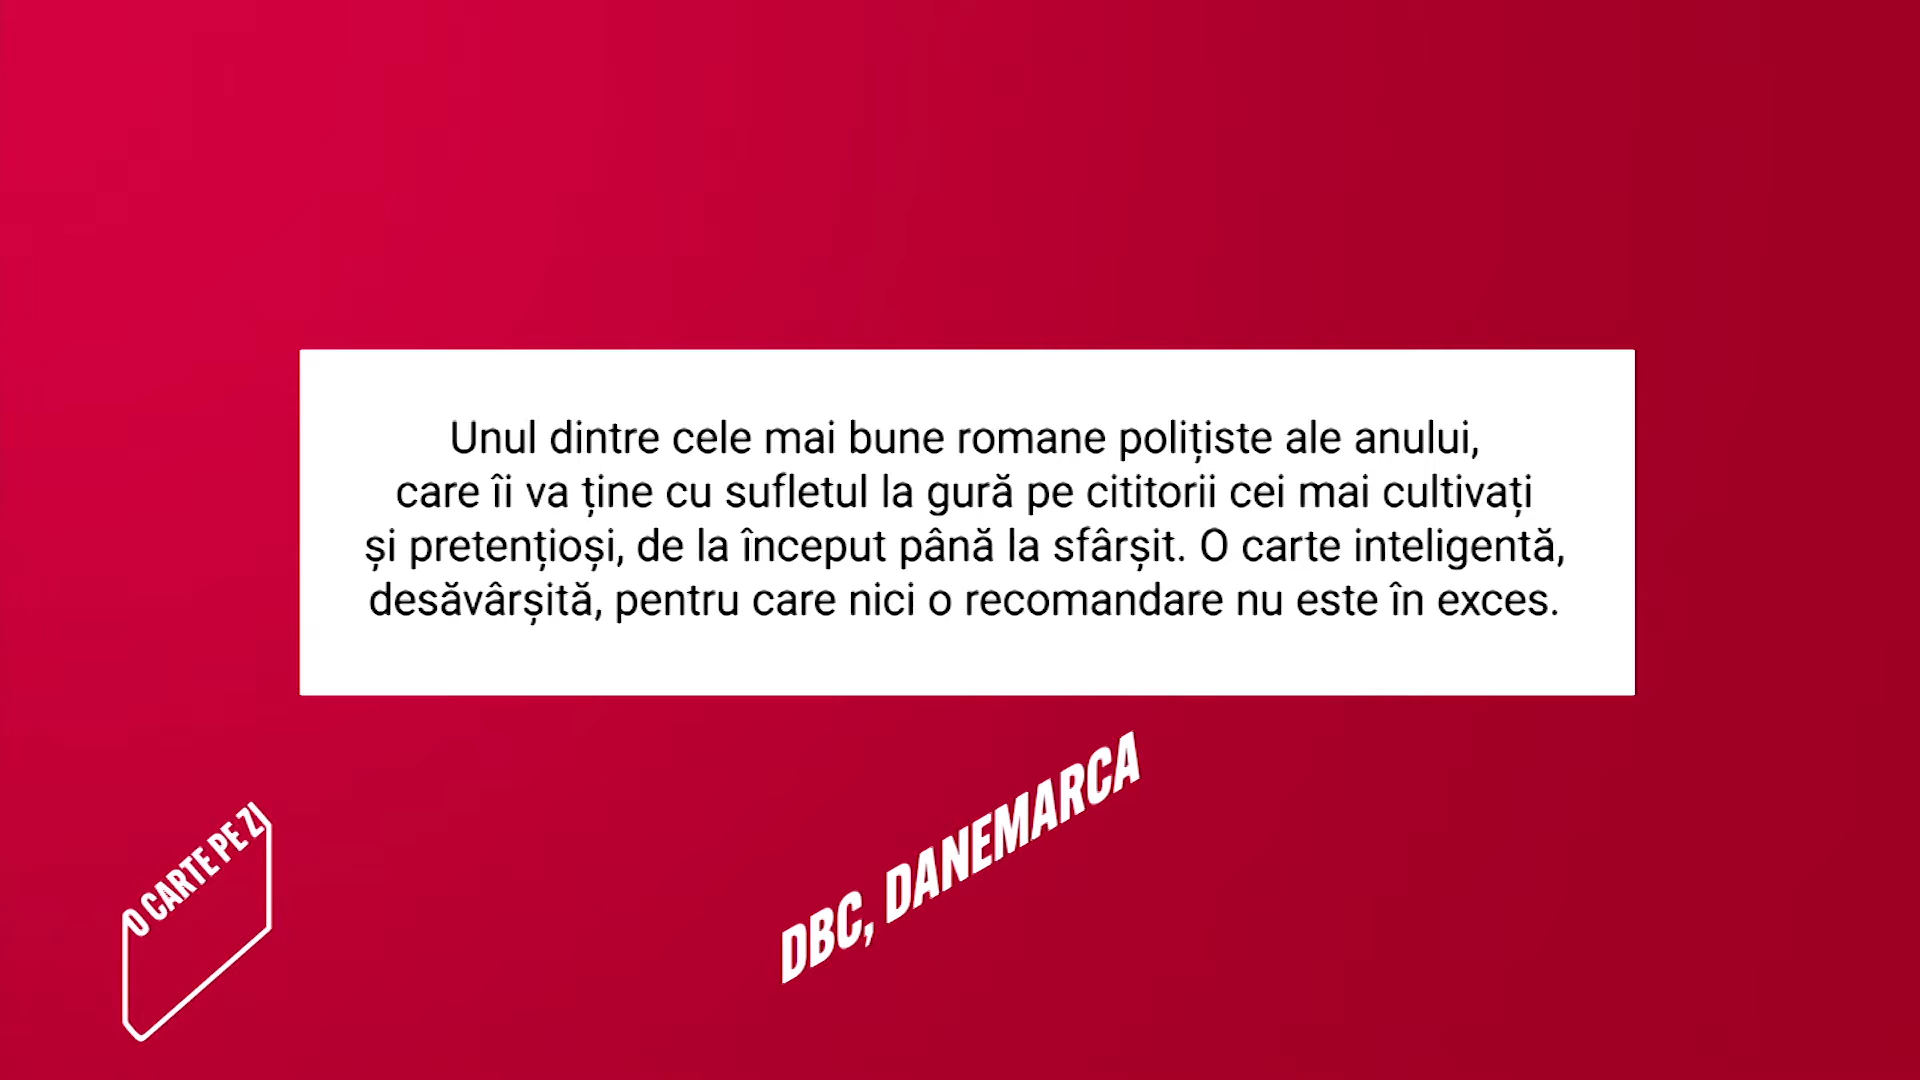 Unul dintre cele mai bune romane polițiste ale anului,
care îi va ține cu sufletul la gură pe cititorii cei mai cultivați
și pretențioși, de la început până la sfârșit. O carte inteligentă,
desăvârșită, pentru care nici o recomandare nu este în exces.
DBC, DANEMARCA
O CARTE PE ZI